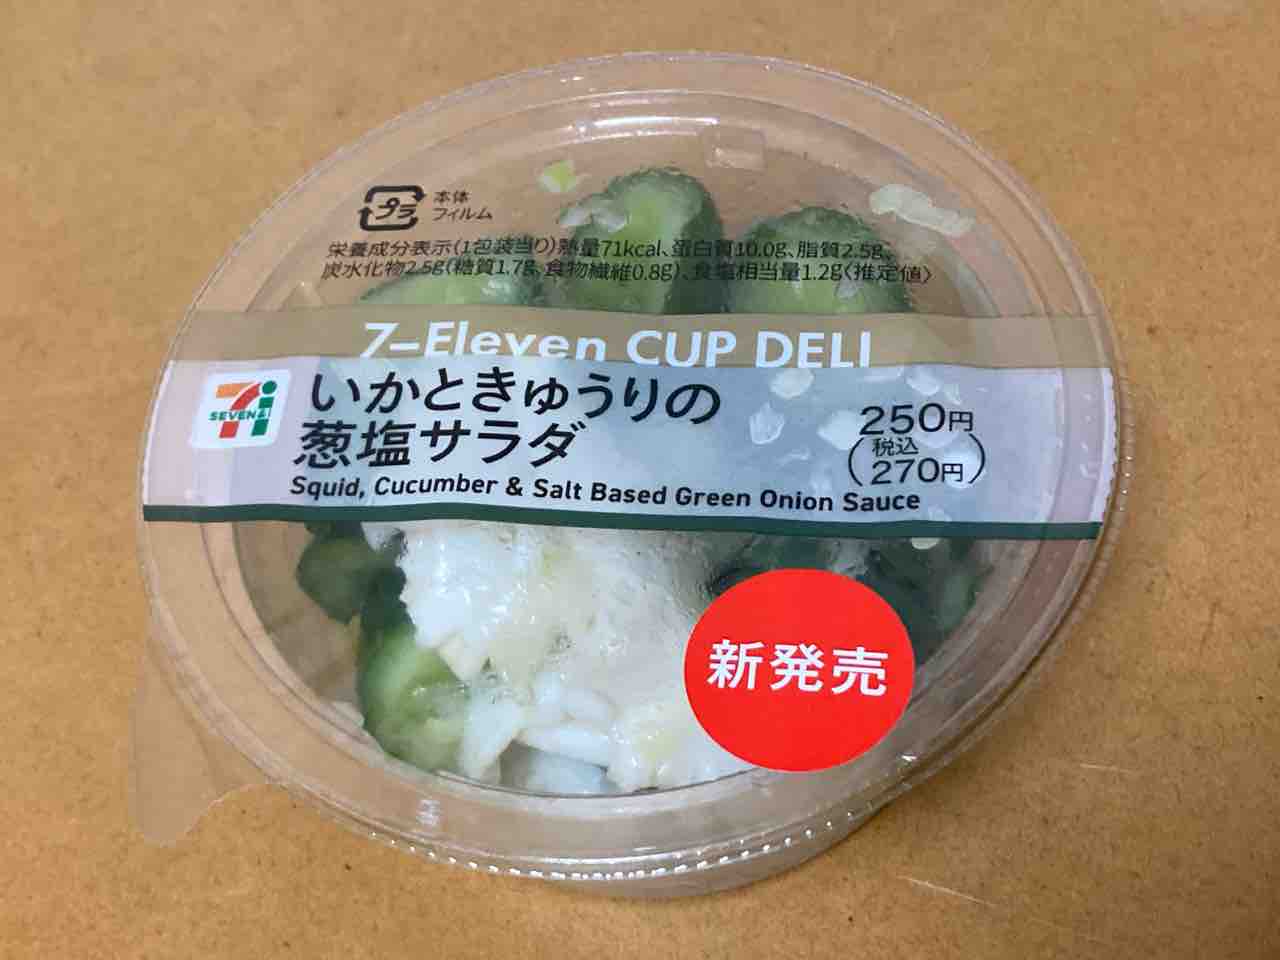 プラ
本体
フィルム
栄養成分表示(1包装当り)熱量71kcal、蛋白質10.0g、脂質2.5g、
炭水化物2.5g(糖質1.7g、食物繊維0.8g)、食塩相当量1.2g〈推定値〉
7-Eleven CUP DELI
SEVEN&i
いかときゅうりの
葱塩サラダ
250円
(税込
270円)
Squid, Cucumber & Salt Based Green Onion Sauce
新発売